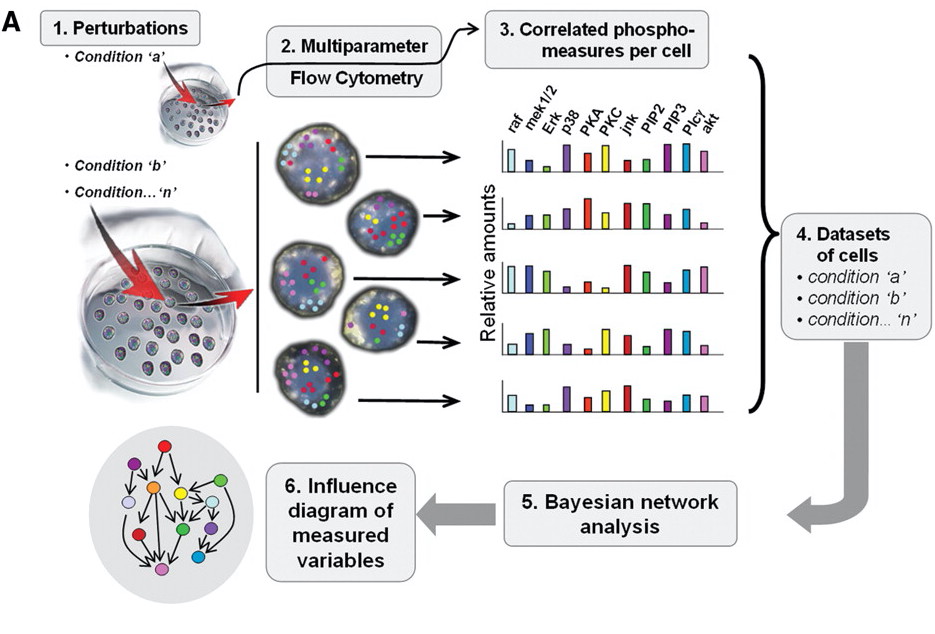 A
1. Perturbations
• Condition ‘a’
• Condition ‘b’
• Condition...‘n’
2. Multiparameter
Flow Cytometry
3. Correlated phospho-
measures per cell
raf
mek1/2
Erk
p38
PKA
PKC
jnk
PIP2
PIP3
Plcγ
akt
Relative amounts
4. Datasets
of cells
• condition ‘a’
• condition ‘b’
• condition... ‘n’
5. Bayesian network
analysis
6. Influence
diagram of
measured
variables